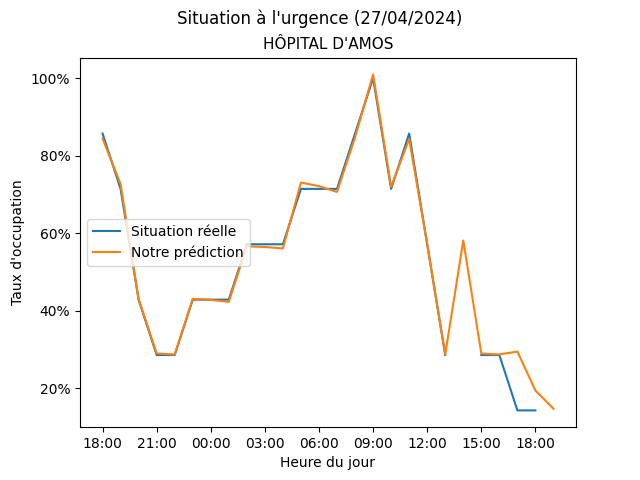 Situation à l'urgence (27/04/2024)
HÔPITAL D'AMOS
100%
80%
60%
40%
20%
Taux d'occupation
Situation réelle
Notre prédiction
18:00 21:00 00:00 03:00 06:00 09:00 12:00 15:00 18:00
Heure du jour